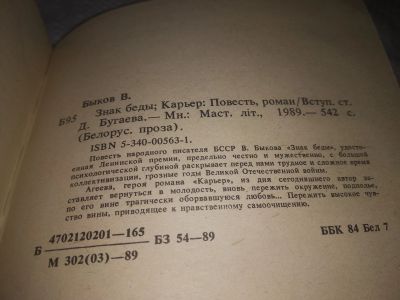 Быков В.
Б95 Знак беды; Карьер: Повесть, роман/Вступ. ст.
Д. Бугаева.— Мн.: Маст. літ., 1989.— 542 с.
(Белорус. проза).
ISBN 5-340-00563-1.
Повесть народного писателя БССР В. Быкова "Знак беды", удосто-
енная Ленинской премии, предельно честно и мужественно, с большой
психологической глубиной раскрывает перед нами трудное и сложное время
коллективизации, грозные годы Великой Отечественной войны.
Агеева, героя романа «Карьер», из дня сегодняшнего автор за-
ставляет вернуться в молодость, вновь пережить окружение, подполье,
по его вине трагически оборвавшуюся любовь... Пережить высокое чув-
ство вины, приводящее к нравственному самоочищению.
Б 4702120201—165 БЗ 54—89
М 302(03)—89
ББК 84 Бел 7